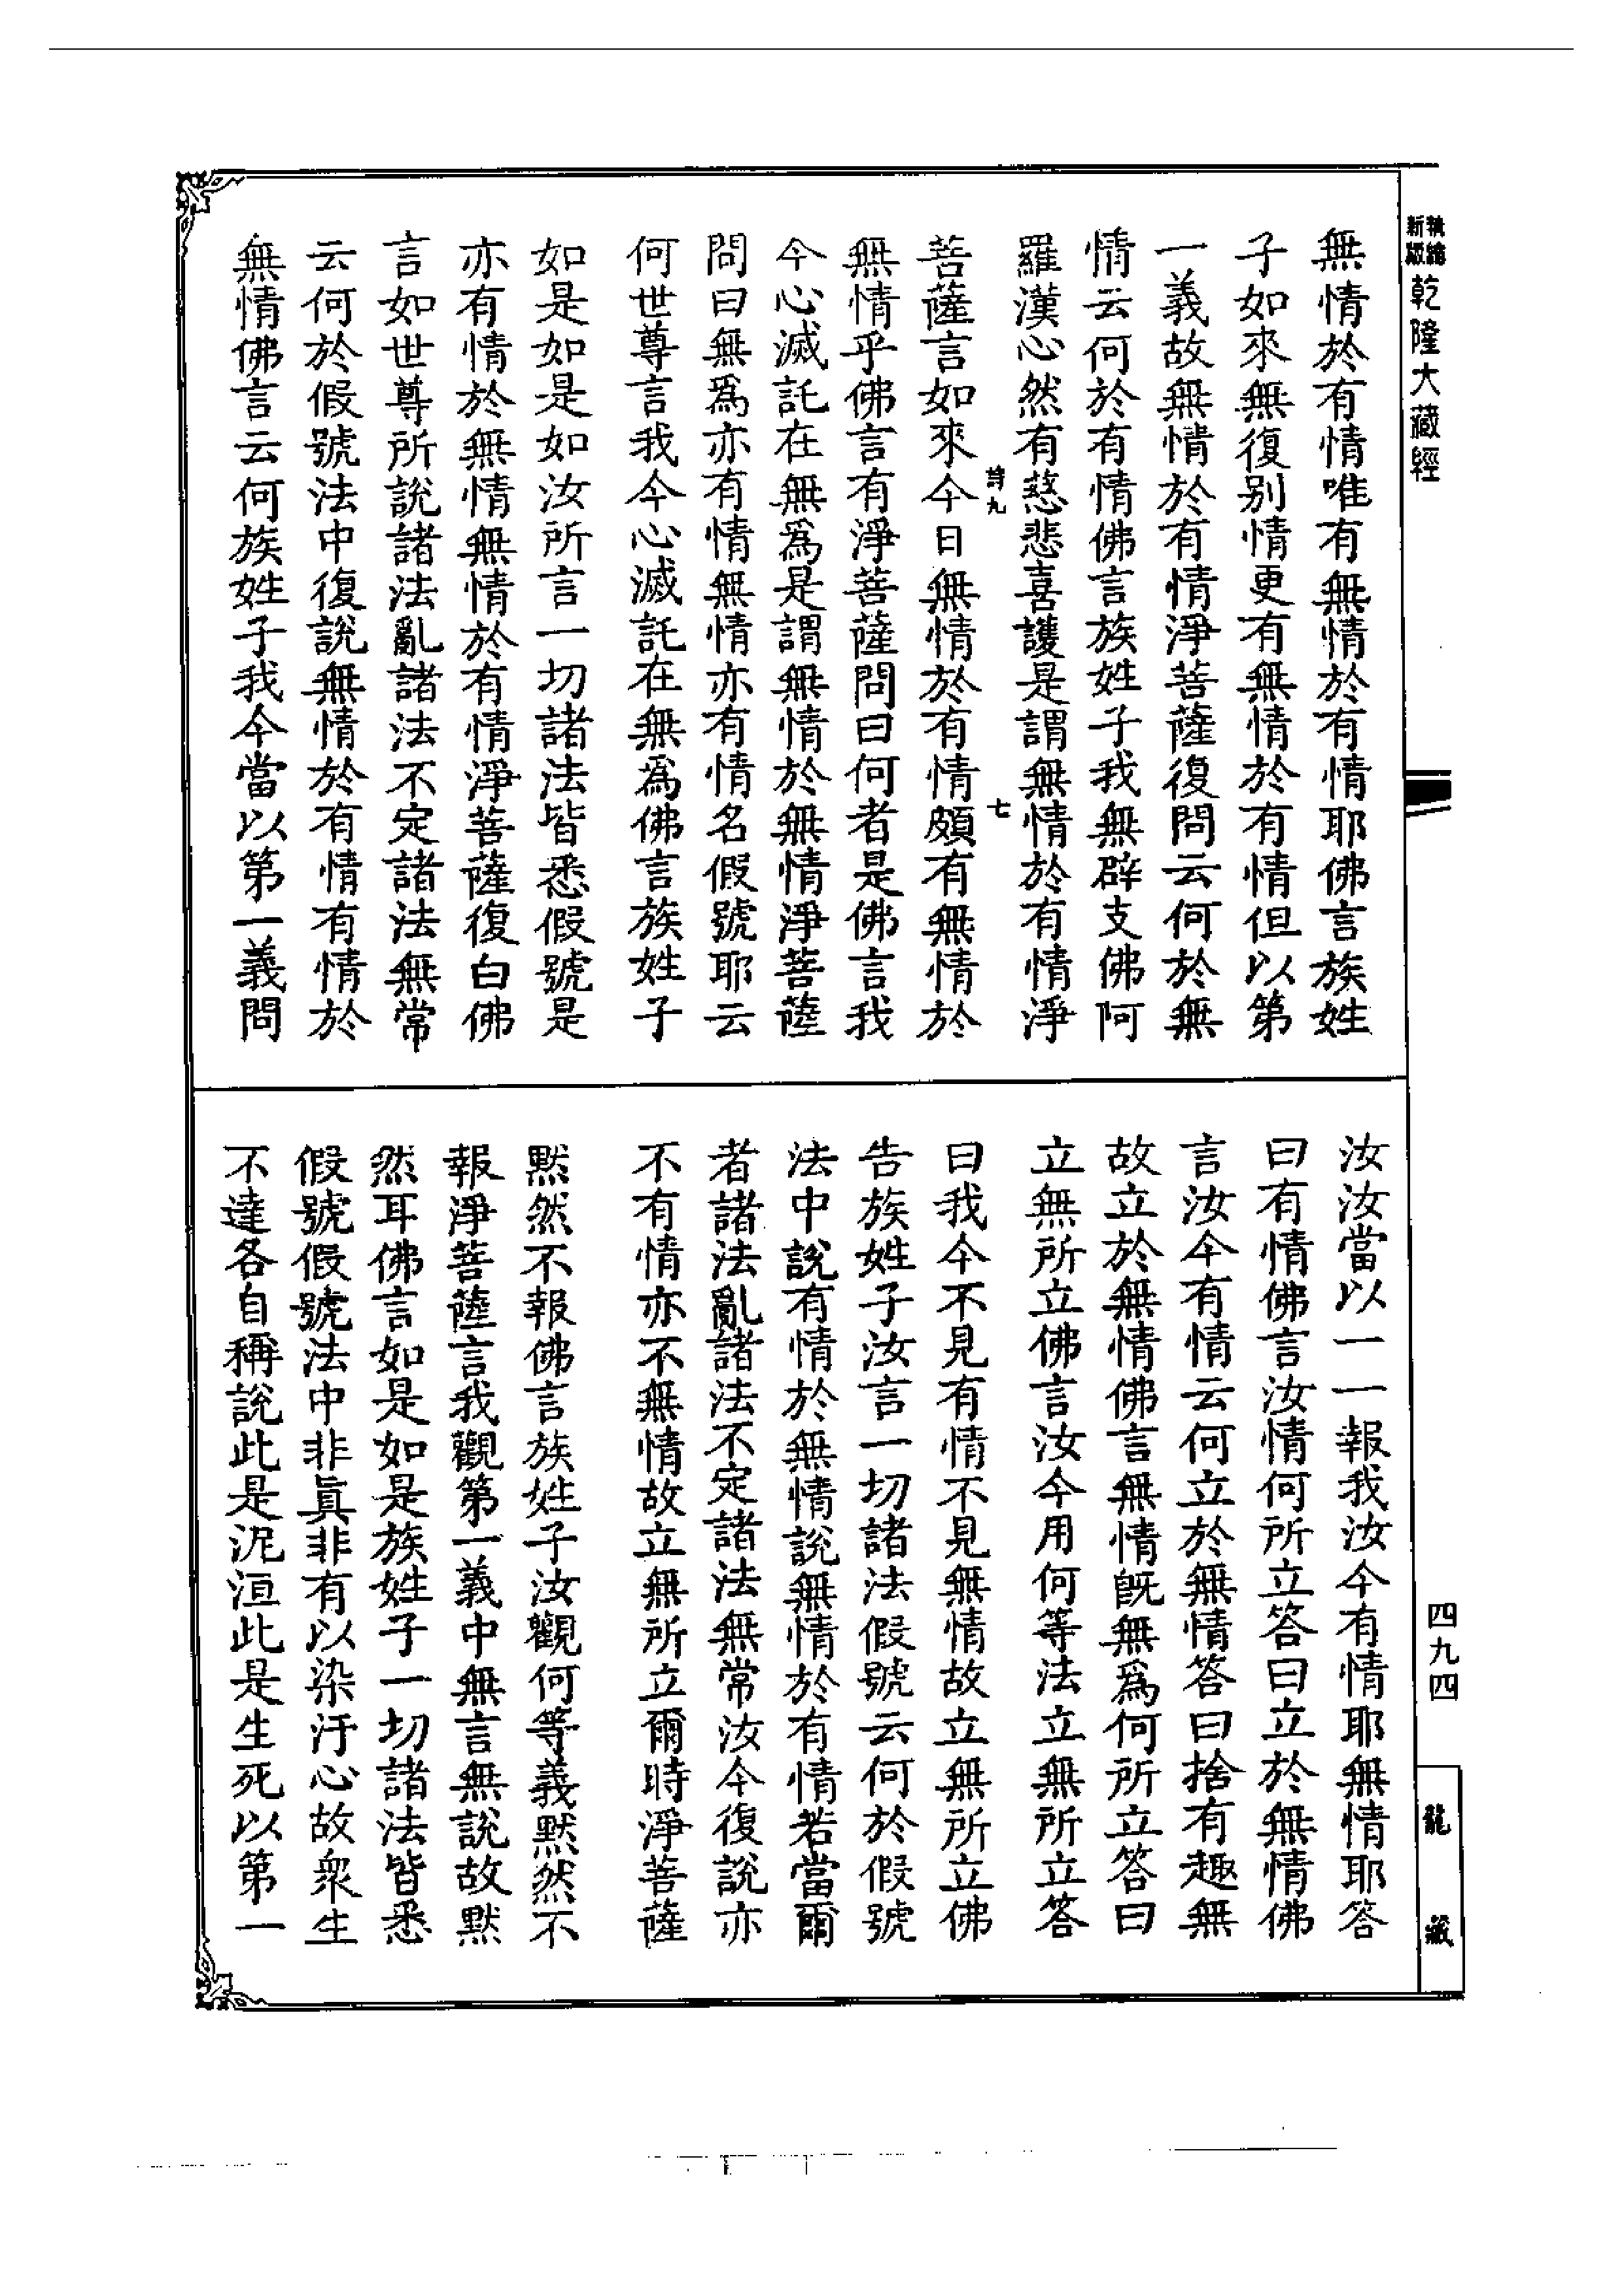 新編縮版
乾隆大藏經
無情於有情唯有無情於有情耶佛言族姓
子如來無復別情更有無情於有情但以第
一義故無情於有情淨菩薩復問云何於無
情云何於有情佛言族姓子我無辟支佛阿
羅漢心然有慈悲喜護是謂無情於有情淨
詩九
七
菩薩言如來今日無情於有情頗有無情於
無情乎佛言有淨菩薩問曰何者是佛言我
今心滅託在無為是謂無情於無情淨菩薩
問曰無為亦有情無情亦有情名假號耶云
何世尊言我今心滅託在無為佛言族姓子
如是如是如汝所言一切諸法皆悉假號是
亦有情於無情無情於有情淨菩薩復白佛
言如世尊所說諸法亂諸法不定諸法無常
云何於假號法中復說無情於有情有情於
無情佛言云何族姓子我今當以第一義問
汝汝當以一一報我汝今有情耶無情耶答
曰有情佛言汝情何所立答曰立於無情佛
言汝今有情云何立於無情答曰捨有趣無
故立於無情佛言無情既無為何所立答曰
立無所立佛言汝今用何等法立無所立答
曰我今不見有情不見無情故立無所立佛
告族姓子汝言一切諸法假號云何於假號
法中說有情於無情說無情於有情若當爾
者諸法亂諸法不定諸法無常汝今復說亦
不有情亦不無情故立無所立爾時淨菩薩
默然不報佛言族姓子汝觀何等義默然不
報淨菩薩言我觀第一義中無言無說故默
然耳佛言如是如是族姓子一切諸法皆悉
假號假號法中非真非有以染汙心故眾生
不達各自稱說此是泥洹此是生死以第一
四九四
龍藏